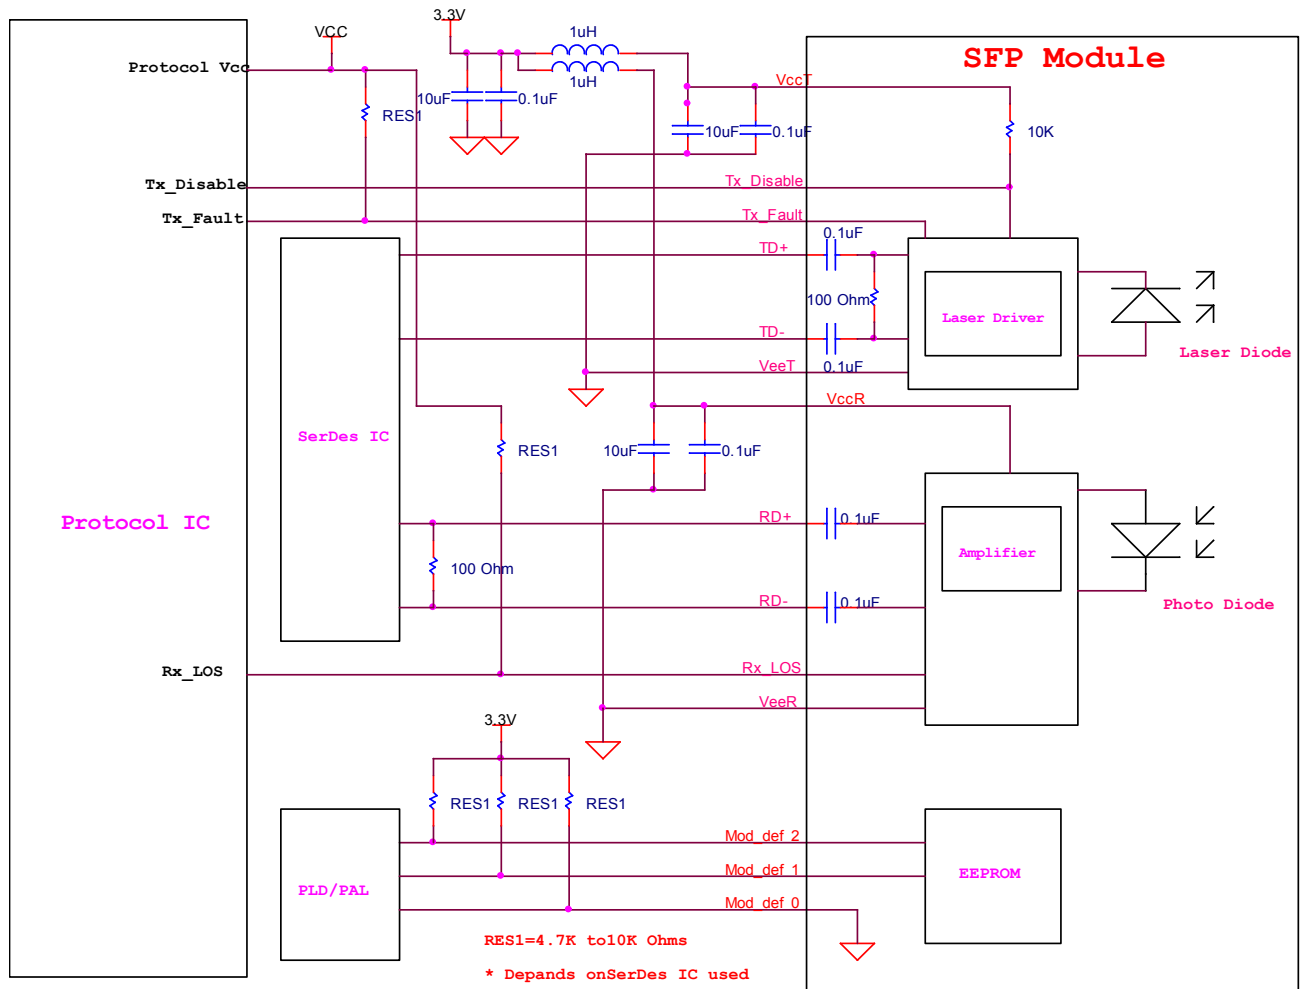 3.3V
VCC
1uH
SFP Module
Protocol Vcc
1uH
VccT
10uF
0.1uF
RES1
10uF
0.1uF
10K
Tx_Disable
Tx_Disable
Tx_Fault
Tx_Fault
0.1uF
TD+
100 Ohm
Laser Driver
TD-
Laser Diode
VeeT
0.1uF
VccR
SerDes IC
RES1
10uF
0.1uF
Protocol IC
RD+
0.1uF
Amplifier
100 Ohm
RD-
0.1uF
Photo Diode
Rx_LOS
Rx_LOS
VeeR
3.3V
RES1
RES1
RES1
Mod_def 2
Mod_def 1
EEPROM
PLD/PAL
Mod_def 0
RES1=4.7K to10K Ohms
* Depands onSerDes IC used